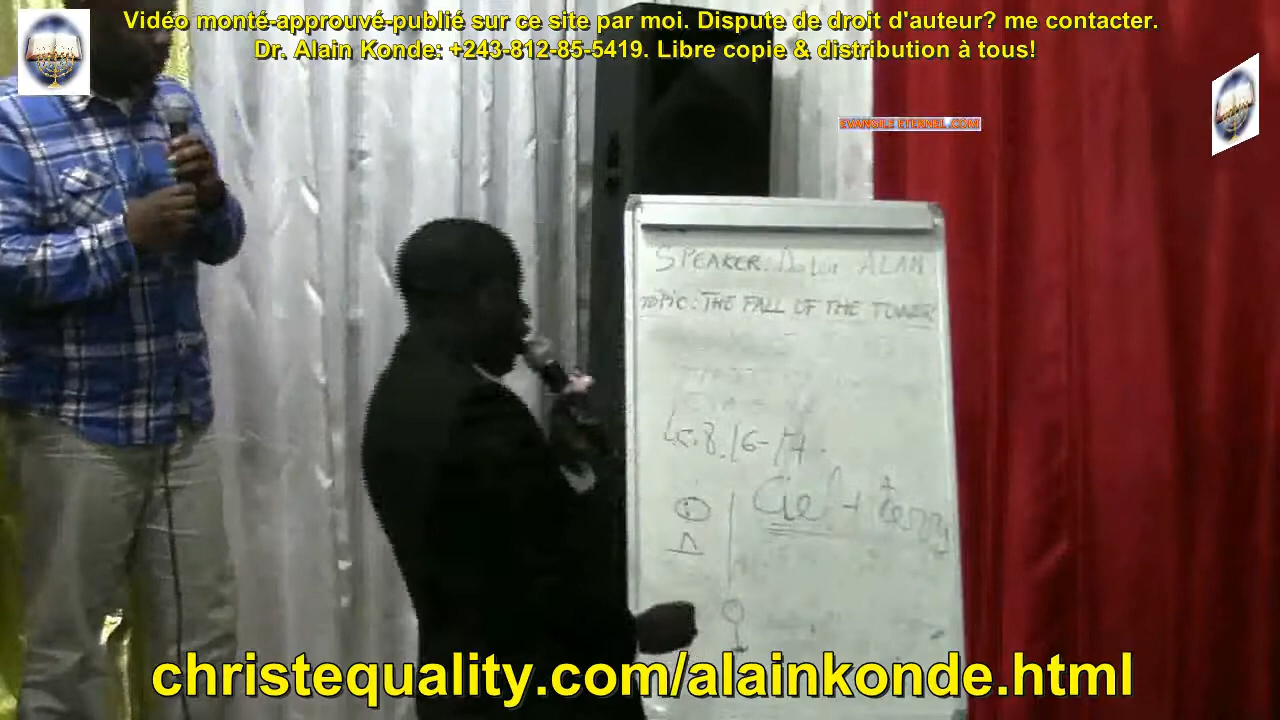 Vidéo monté-approuvé-publié sur ce site par moi. Dispute de droit d'auteur? me contacter.
Dr. Alain Konde: +243-812-85-5419. Libre copie & distribution à tous!
EVANGILE ETERNEL.COM
SPEAKER: ALAN
TOPIC: THE FALL OF THE TOWER
8.16-17.
Ciel + terre
christequality.com/alainkonde.html